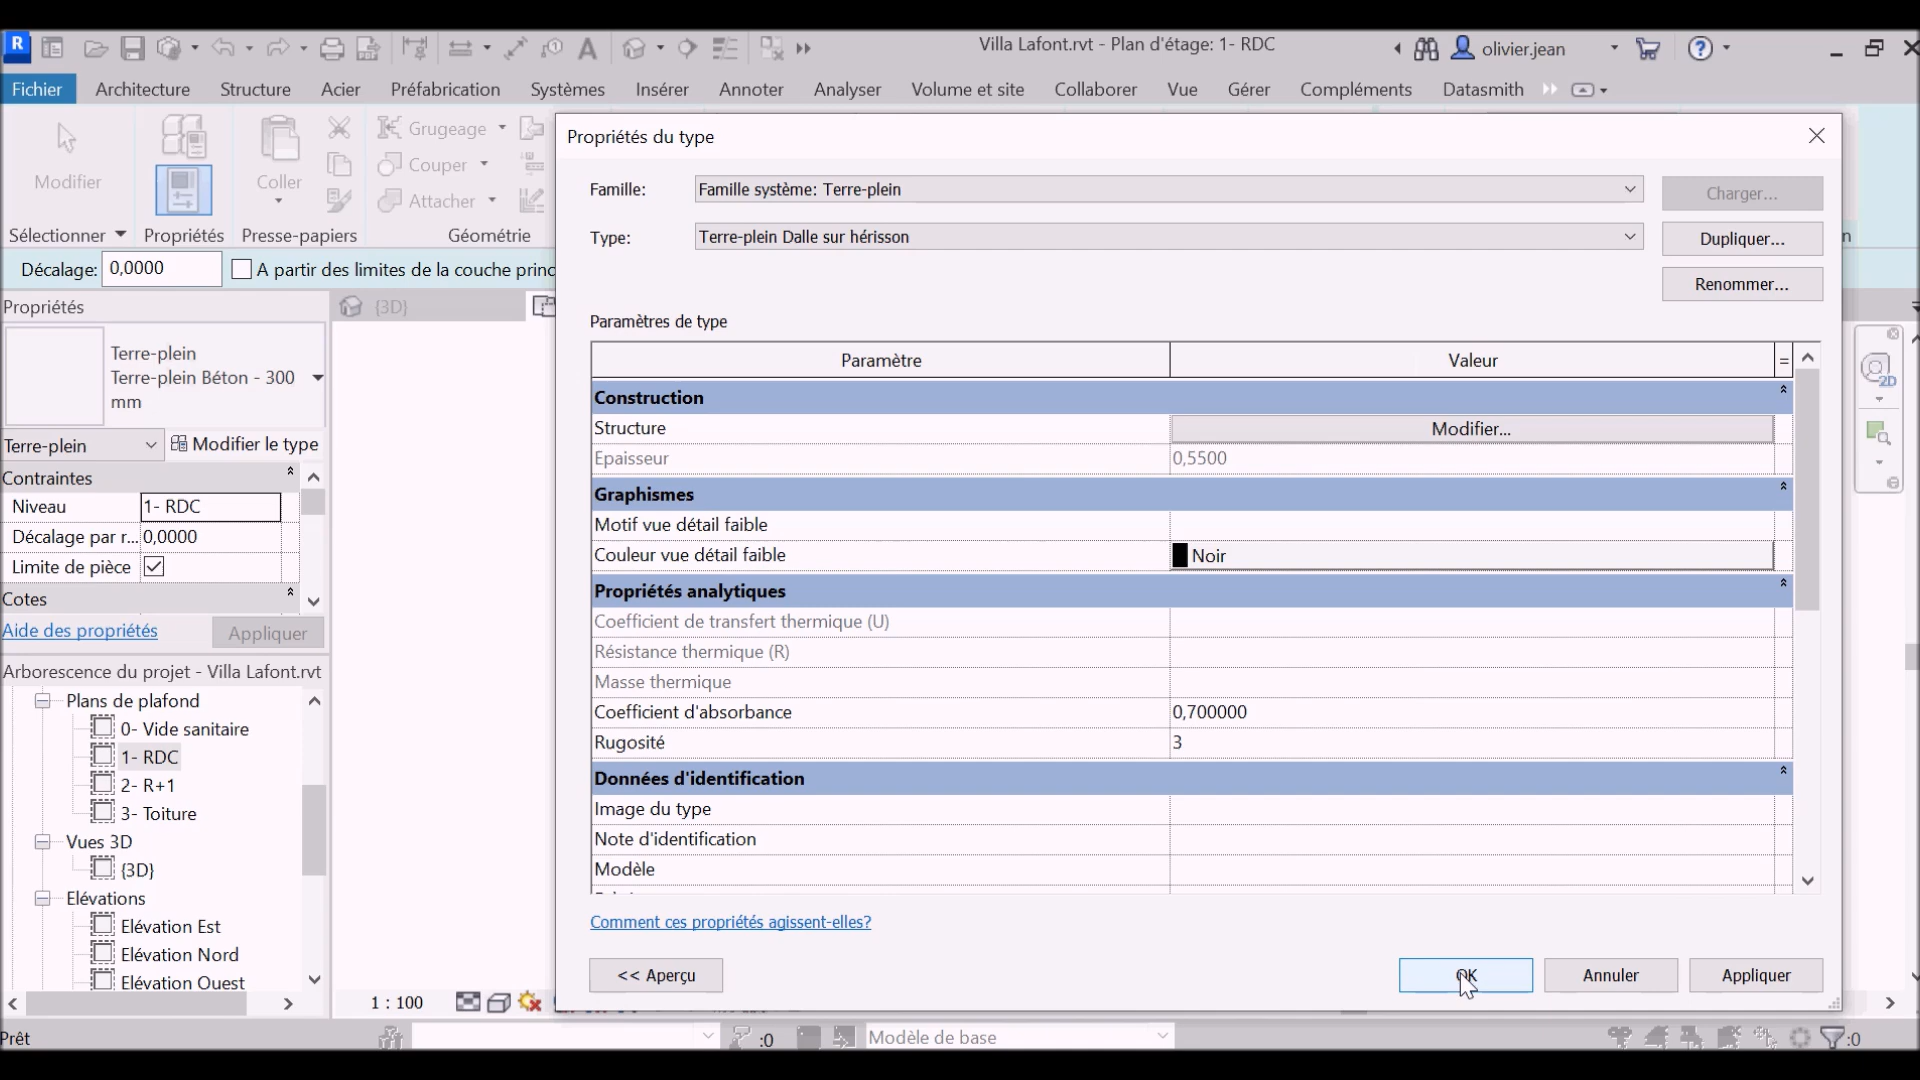 R
Villa Lafont.rvt - Plan d'étage: 1- RDC
olivier.jean
Fichier
Architecture
Structure
Acier
Préfabrication
Systèmes
Insérer
Annoter
Analyser
Volume et site
Collaborer
Vue
Gérer
Compléments
Datasmith
Modifier
Coller
Grugeage
Couper
Attacher
Sélectionner
Propriétés
Presse-papiers
Géométrie
Décalage: 0,0000
A partir des limites de la couche princ
Propriétés
Terre-plein
Terre-plein Béton - 300
mm
Terre-plein
Modifier le type
Contraintes
Niveau 1- RDC
Décalage par r... 0,0000
Limite de pièce
Cotes
Aide des propriétés
Appliquer
Arborescence du projet - Villa Lafont.rvt
Plans de plafond
0- Vide sanitaire
1- RDC
2- R+1
3- Toiture
Vues 3D
{3D}
Elévations
Elévation Est
Elévation Nord
Elévation Ouest
{3D}
2D
Propriétés du type
Famille: Famille système: Terre-plein
Charger...
Type: Terre-plein Dalle sur hérisson
Dupliquer...
Renommer...
Paramètres de type
Paramètre Valeur =
Construction
Structure Modifier...
Epaisseur 0,5500
Graphismes
Motif vue détail faible
Couleur vue détail faible Noir
Propriétés analytiques
Coefficient de transfert thermique (U)
Résistance thermique (R)
Masse thermique
Coefficient d'absorbance 0,700000
Rugosité 3
Données d'identification
Image du type
Note d'identification
Modèle
Comment ces propriétés agissent-elles?
<< Aperçu
OK
Annuler
Appliquer
1 : 100
Prêt
:0
Modèle de base
:0